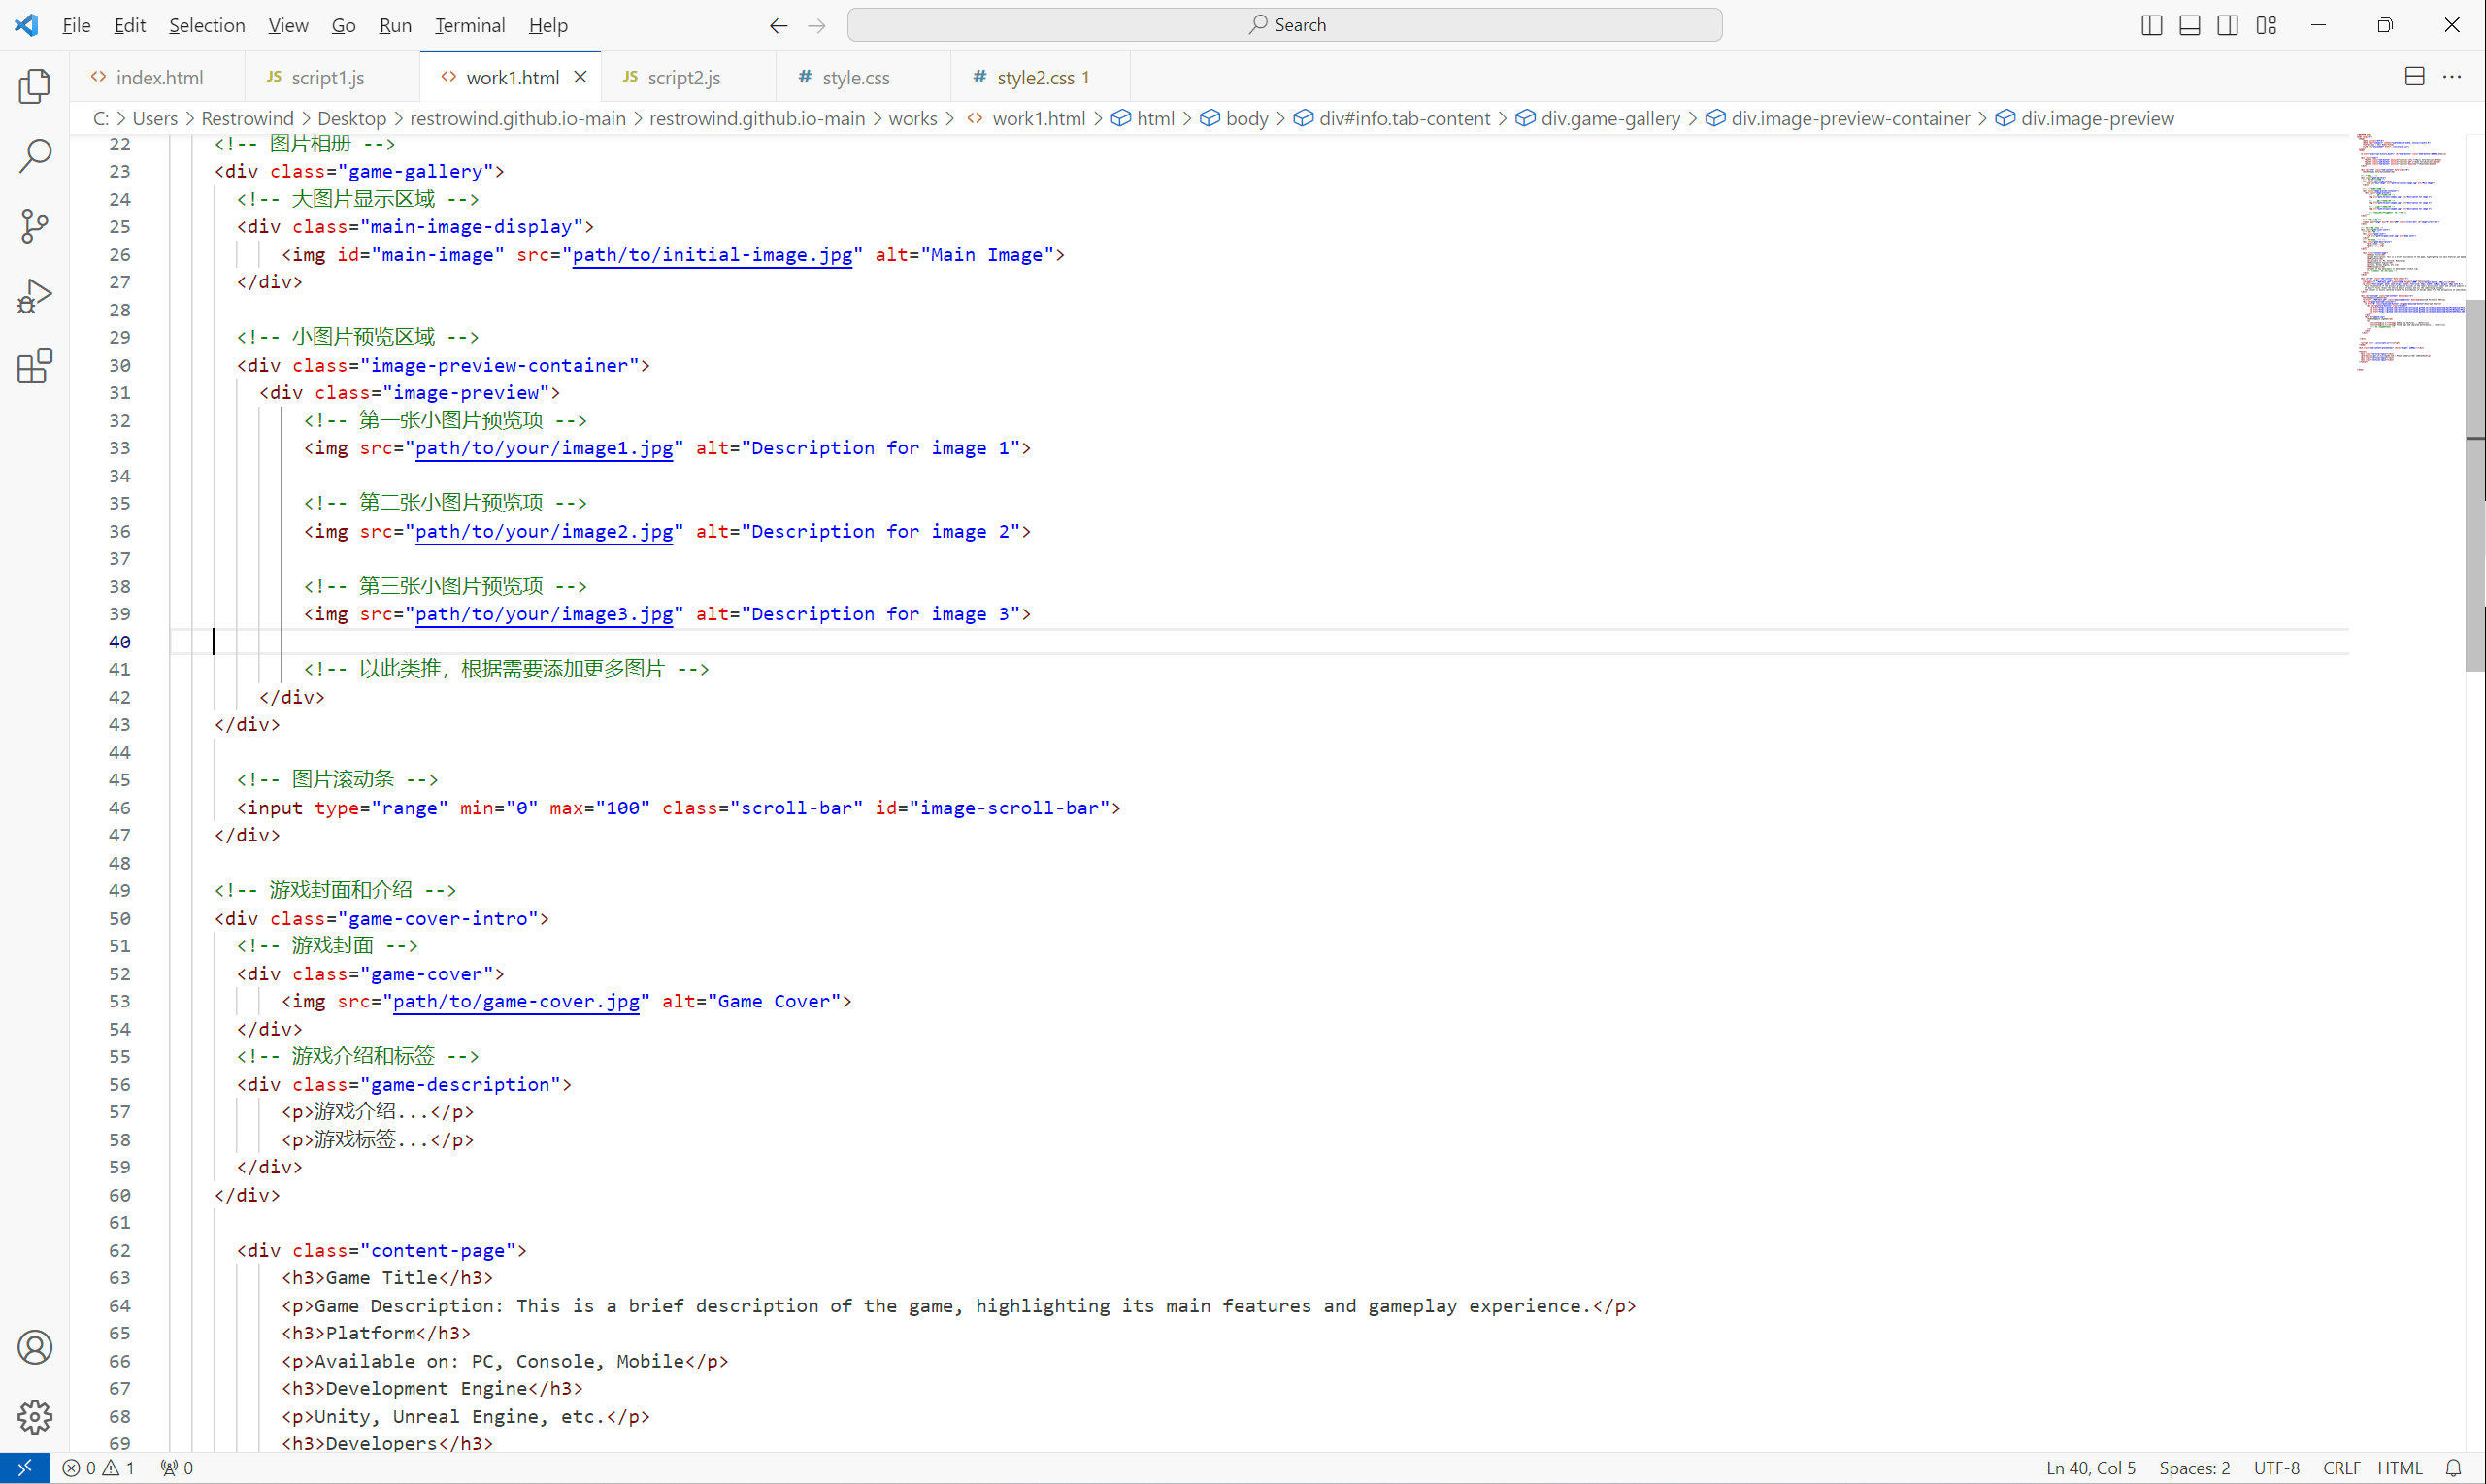 File Edit Selection View Go Run Terminal Help
Search
<> index.html JS script1.js <> work1.html JS script2.js # style.css # style2.css 1
C: > Users > Restrowind > Desktop > restrowind.github.io-main > restrowind.github.io-main > works > <> work1.html > html > body > div#info.tab-content > div.game-gallery > div.image-preview-container > div.image-preview
22 <!-- 图片相册 -->
23 <div class="game-gallery">
24 <!-- 大图片显示区域 -->
25 <div class="main-image-display">
26 <img id="main-image" src="path/to/initial-image.jpg" alt="Main Image">
27 </div>
28
29 <!-- 小图片预览区域 -->
30 <div class="image-preview-container">
31 <div class="image-preview">
32 <!-- 第一张小图片预览项 -->
33 <img src="path/to/your/image1.jpg" alt="Description for image 1">
34
35 <!-- 第二张小图片预览项 -->
36 <img src="path/to/your/image2.jpg" alt="Description for image 2">
37
38 <!-- 第三张小图片预览项 -->
39 <img src="path/to/your/image3.jpg" alt="Description for image 3">
40
41 <!-- 以此类推，根据需要添加更多图片 -->
42 </div>
43 </div>
44
45 <!-- 图片滚动条 -->
46 <input type="range" min="0" max="100" class="scroll-bar" id="image-scroll-bar">
47 </div>
48
49 <!-- 游戏封面和介绍 -->
50 <div class="game-cover-intro">
51 <!-- 游戏封面 -->
52 <div class="game-cover">
53 <img src="path/to/game-cover.jpg" alt="Game Cover">
54 </div>
55 <!-- 游戏介绍和标签 -->
56 <div class="game-description">
57 <p>游戏介绍...</p>
58 <p>游戏标签...</p>
59 </div>
60 </div>
61
62 <div class="content-page">
63 <h3>Game Title</h3>
64 <p>Game Description: This is a brief description of the game, highlighting its main features and gameplay experience.</p>
65 <h3>Platform</h3>
66 <p>Available on: PC, Console, Mobile</p>
67 <h3>Development Engine</h3>
68 <p>Unity, Unreal Engine, etc.</p>
69 <h3>Developers</h3>
0 1 0 Ln 40, Col 5 Spaces: 2 UTF-8 CRLF HTML